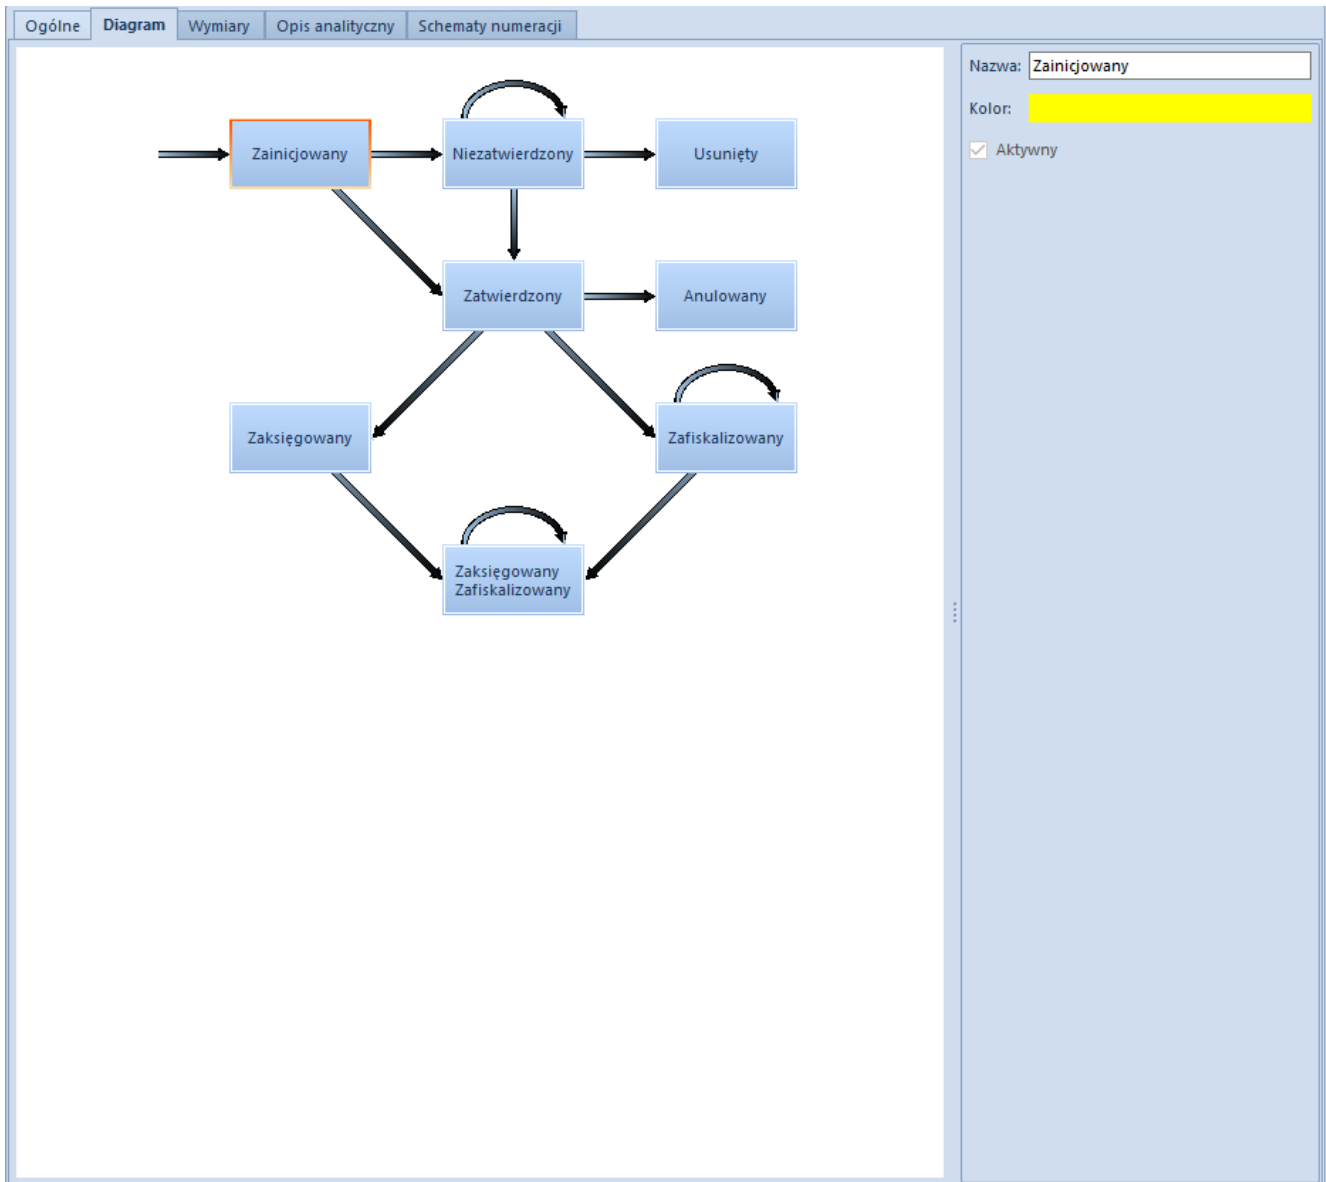 Ogólne
Diagram
Wymiary
Opis analityczny
Schematy numeracji
Nazwa: Zainicjowany
Kolor:
Aktywny
Zainicjowany
Niezatwierdzony
Usunięty
Zatwierdzony
Anulowany
Zaksięgowany
Zafiskalizowany
Zaksięgowany
Zafiskalizowany